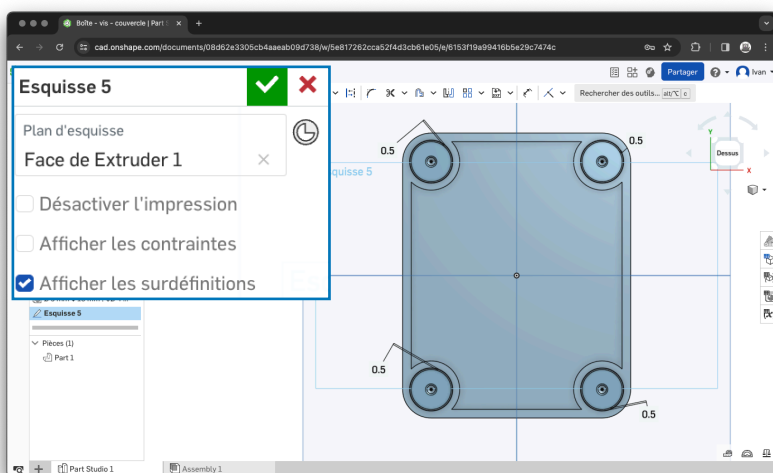 Boîte - vis - couvercle | Part
cad.onshape.com/documents/08d62e3305cb4aaeab09d738/w/5e817262cca52f4d3cb61e05/e/6153f19a99416b5e29c7474c
Partager
Ivan
Rechercher des outils... alt/⌥ c
Esquisse 5
Plan d'esquisse
Face de Extruder 1
Désactiver l'impression
Afficher les contraintes
Afficher les surdéfinitions
Esquisse 5
Pièces (1)
Part 1
quisse 5
0.5
0.5
0.5
0.5
Y
Dessus
X
Part Studio 1
Assembly 1